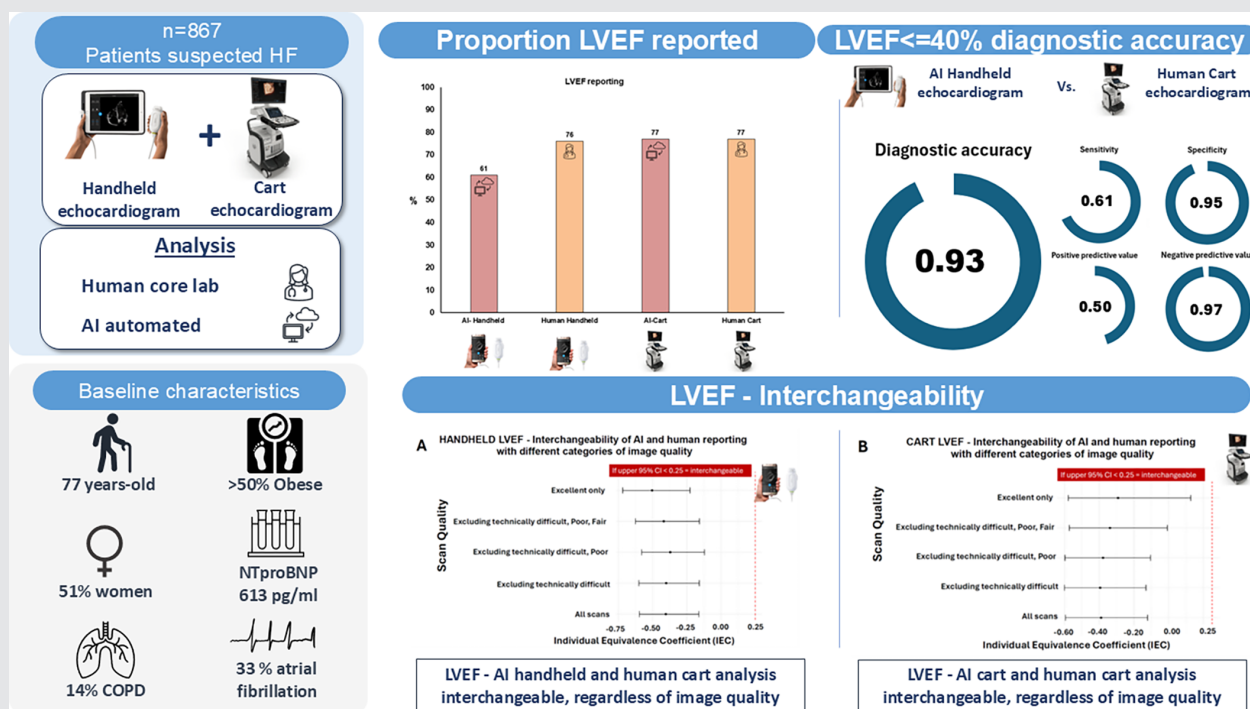 n=867
Patients suspected HF
+
Handheld
echocardiogram
Cart
echocardiogram
Analysis
Human core lab
AI automated
Baseline characteristics
77 years-old
>50% Obese
51% women
NTproBNP
613 pg/ml
14% COPD
33 % atrial
fibrillation
Proportion LVEF reported
LVEF reporting
%
100
90
80
70
60
50
40
30
20
10
0
61
76
77
77
AI- Handheld
Human Handheld
AI-Cart
Human Cart
LVEF<=40% diagnostic accuracy
AI Handheld
echocardiogram
Vs.
Human Cart
echocardiogram
Diagnostic accuracy
0.93
Sensitivity
0.61
Specificity
0.95
Positive predictive value
0.50
Negative predictive valu
0.97
LVEF - Interchangeability
A
HANDHELD LVEF - Interchangeability of AI and human reporting
with different categories of image quality
If upper 95% CI < 0.25 = interchangeable
Scan Quality
Excellent only
Excluding technically difficult, Poor, Fair
Excluding technically difficult, Poor
Excluding technically difficult
All scans
-0.75
-0.50
-0.25
0.00
0.25
Individual Equivalence Coefficient (IEC)
LVEF - AI handheld and human cart analysis
interchangeable, regardless of image quality
B
CART LVEF - Interchangeability of AI and human reporting
with different categories of image quality
If upper 95% CI < 0.25 = interchangeable
Scan Quality
Excellent only
Excluding technically difficult, Poor, Fair
Excluding technically difficult, Poor
Excluding technically difficult
All scans
-0.60
-0.40
-0.20
0.00
0.25
Individual Equivalence Coefficient (IEC)
LVEF - AI cart and human cart analysis
interchangeable, regardless of image quality